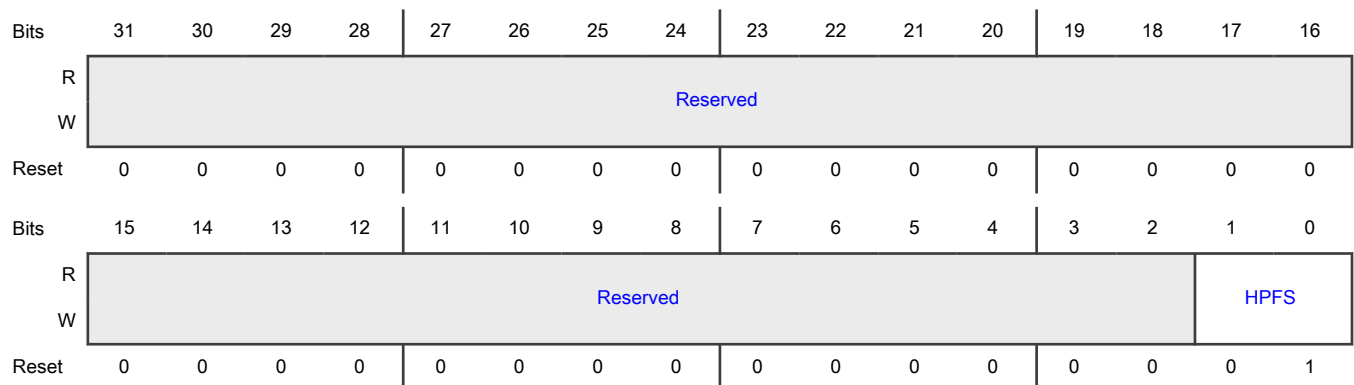 Bits 31 30 29 28 27 26 25 24 23 22 21 20 19 18 17 16
R
Reserved
W
Reset 0 0 0 0 0 0 0 0 0 0 0 0 0 0 0 0
Bits 15 14 13 12 11 10 9 8 7 6 5 4 3 2 1 0
R
Reserved HPFS
W
Reset 0 0 0 0 0 0 0 0 0 0 0 0 0 0 0 1